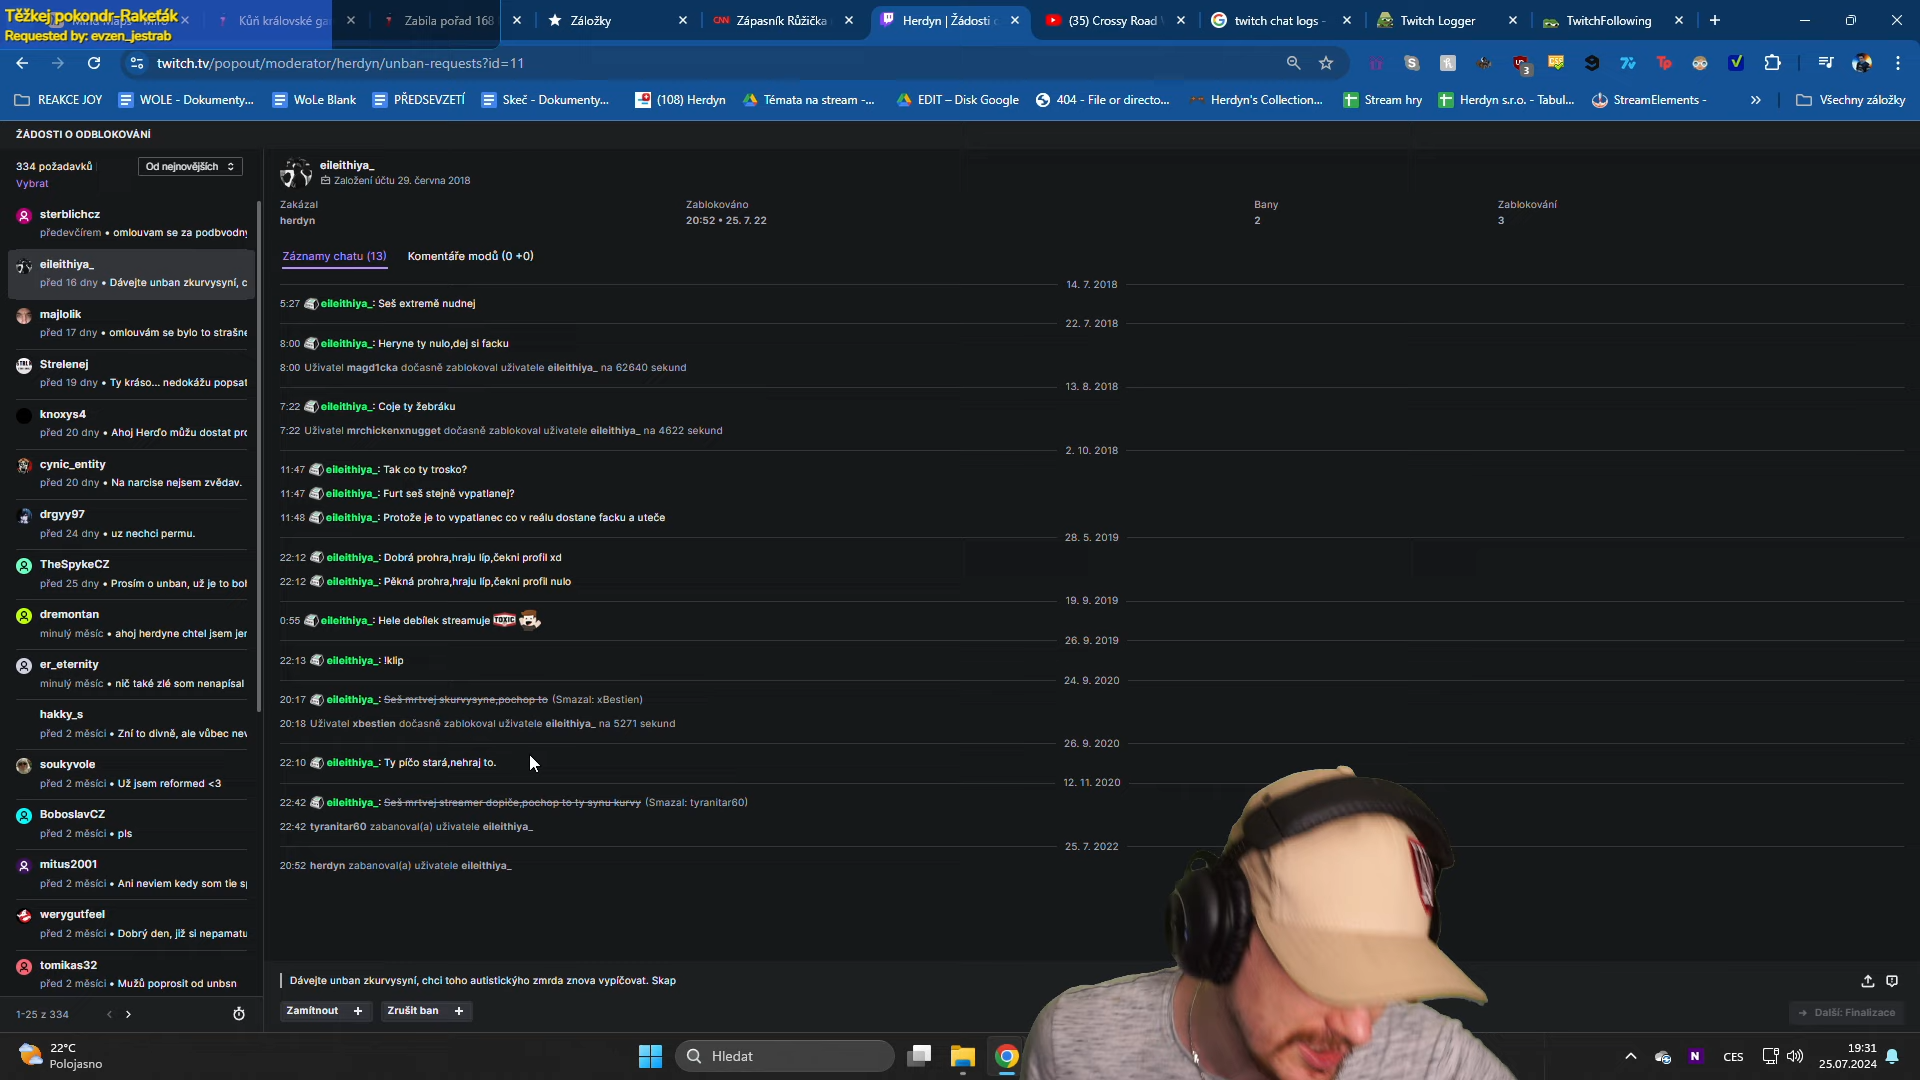 Těžkej pokondr-Raketák
Requested by: evzen_jestrab
Kůň královské ga
Zabila pořad 168
Záložky
Zápasník Růžička
Herdyn | Žádosti o
(35) Crossy Road
twitch chat logs -
Twitch Logger
TwitchFollowing
twitch.tv/popout/moderator/herdyn/unban-requests?id=11
REAKCE JOY
WOLE - Dokumenty...
WoLe Blank
PŘEDSEVZETÍ
Skeč - Dokumenty...
(108) Herdyn
Témata na stream -...
EDIT – Disk Google
404 - File or directo...
Herdyn's Collection...
Stream hry
Herdyn s.r.o. - Tabul...
StreamElements -
Všechny záložky
ŽÁDOSTI O ODBLOKOVÁNÍ
334 požadavků
Od nejnovějších
Vybrat
sterblichcz
předevčírem • omlouvam se za podbvodny
eileithiya_
před 16 dny • Dávejte unban zkurvysyní, c
majlolik
před 17 dny • omlouvám se bylo to strašne
Strelenej
před 19 dny • Ty kráso... nedokážu popsat
knoxys4
před 20 dny • Ahoj Herďo můžu dostat pro
cynic_entity
před 20 dny • Na narcise nejsem zvědav.
drgyy97
před 24 dny • uz nechci permu.
TheSpykeCZ
před 25 dny • Prosím o unban, už je to boh
dremontan
minulý měsíc • ahoj herdyne chtel jsem jen
er_eternity
minulý měsíc • nič také zlé som nenapísal
hakky_s
před 2 měsíci • Zní to divně, ale vůbec nev
soukyvole
před 2 měsíci • Už jsem reformed <3
BoboslavCZ
před 2 měsíci • pls
mitus2001
před 2 měsíci • Ani neviem kedy som tie sp
werygutfeel
před 2 měsíci • Dobrý den, již si nepamatu
tomikas32
před 2 měsíci • Mužů poprosit od unbsn
1-25 z 334
eileithiya_
Založení účtu 29. června 2018
Zakázal
herdyn
Zablokováno
20:52 • 25. 7. 22
Bany
2
Zablokování
3
Záznamy chatu (13)
Komentáře modů (0 +0)
14. 7. 2018
5:27 eileithiya_: Seš extremě nudnej
22. 7. 2018
8:00 eileithiya_: Heryne ty nulo,dej si facku
8:00 Uživatel magd1cka dočasně zablokoval uživatele eileithiya_ na 62640 sekund
13. 8. 2018
7:22 eileithiya_: Coje ty žebráku
7:22 Uživatel mrchickenxnugget dočasně zablokoval uživatele eileithiya_ na 4622 sekund
2. 10. 2018
11:47 eileithiya_: Tak co ty trosko?
11:47 eileithiya_: Furt seš stejně vypatlanej?
11:48 eileithiya_: Protože je to vypatlanec co v reálu dostane facku a uteče
28. 5. 2019
22:12 eileithiya_: Dobrá prohra,hraju líp,čekni profil xd
22:12 eileithiya_: Pěkná prohra,hraju líp,čekni profil nulo
19. 9. 2019
0:55 eileithiya_: Hele debílek streamuje TOXIC
26. 9. 2019
22:13 eileithiya_: !klip
24. 9. 2020
20:17 eileithiya_: Seš mrtvej skurvysyne,pochop to (Smazal: xBestien)
20:18 Uživatel xbestien dočasně zablokoval uživatele eileithiya_ na 5271 sekund
26. 9. 2020
22:10 eileithiya_: Ty píčo stará,nehraj to.
12. 11. 2020
22:42 eileithiya_: Seš mrtvej streamer dopiče,pochop to ty synu kurvy (Smazal: tyranitar60)
22:42 tyranitar60 zabanoval(a) uživatele eileithiya_
25. 7. 2022
20:52 herdyn zabanoval(a) uživatele eileithiya_
Dávejte unban zkurvysyní, chci toho autistickýho zmrda znova vypíčovat. Skap
Zamítnout +
Zrušit ban +
Další: Finalizace
22°C
Polojasno
Hledat
CES
19:31
25.07.2024